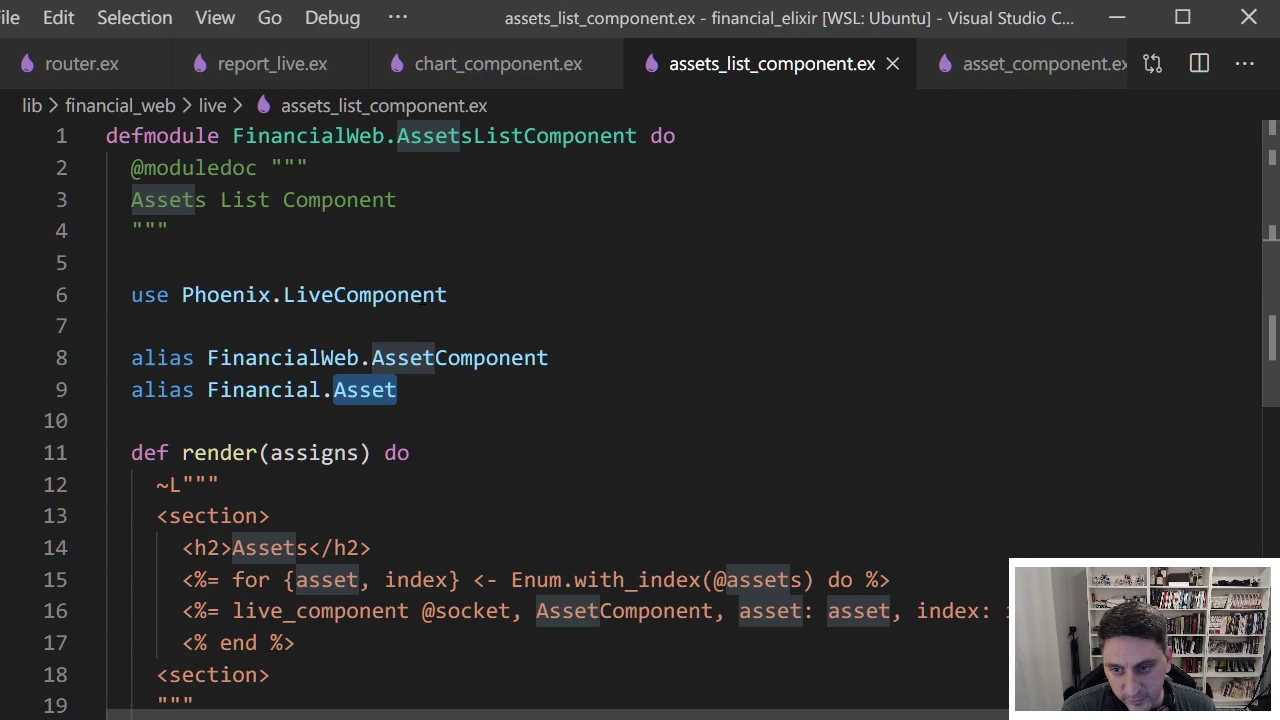 ile Edit Selection View Go Debug ··· assets_list_component.ex - financial_elixir [WSL: Ubuntu] - Visual Studio C...
router.ex report_live.ex chart_component.ex assets_list_component.ex asset_component.ex ···
lib > financial_web > live > assets_list_component.ex
1 defmodule FinancialWeb.AssetsListComponent do
2 @moduledoc """
3 Assets List Component
4 """
5
6 use Phoenix.LiveComponent
7
8 alias FinancialWeb.AssetComponent
9 alias Financial.Asset
10
11 def render(assigns) do
12 ~L"""
13 <section>
14 <h2>Assets</h2>
15 <%= for {asset, index} <- Enum.with_index(@assets) do %>
16 <%= live_component @socket, AssetComponent, asset: asset, index:
17 <% end %>
18 <section>
19 """